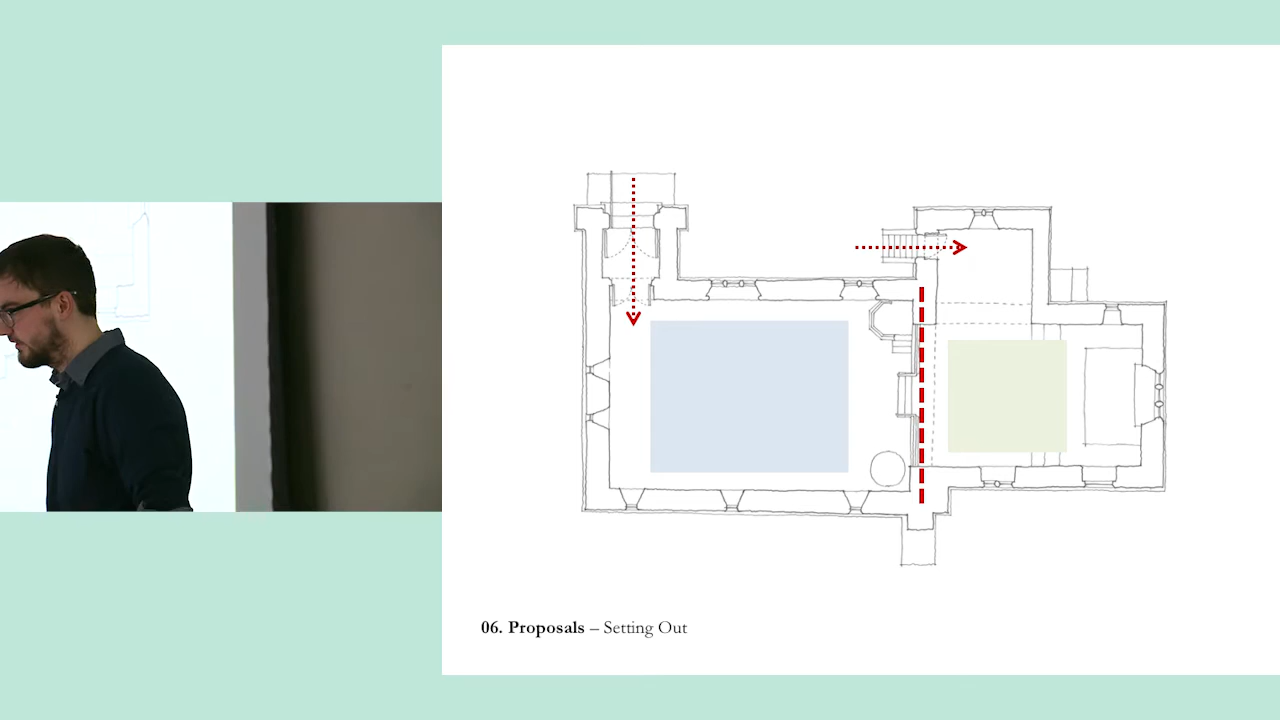 06. Proposals – Setting Out